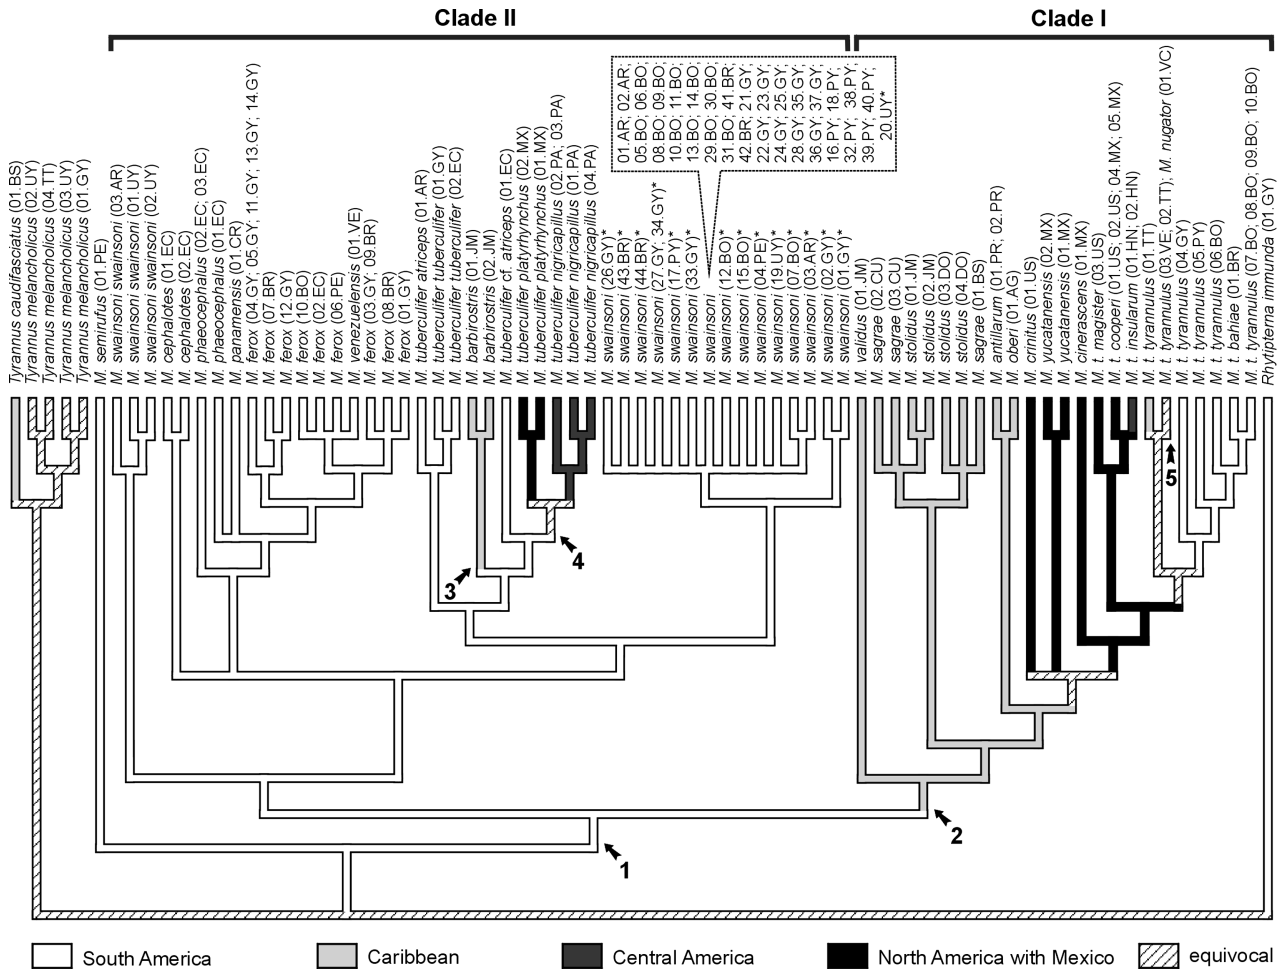 Clade II
Clade I
01.AR; 02.AR;
05.BO; 06.BO;
08.BO; 09.BO;
10.BO; 11.BO;
13.BO; 14.BO;
29.BO; 30.BO;
31.BO; 41.BR;
42.BR; 21.GY;
22.GY; 23.GY;
24.GY; 25.GY;
28.GY; 35.GY;
36.GY; 37.GY;
16.PY; 18.PY;
32.PY; 38.PY;
39.PY; 40.PY;
20.UY*
Tyrannus caudifasciatus (01.BS)
Tyrannus melancholicus (02.UY)
Tyrannus melancholicus (04.TT)
Tyrannus melancholicus (03.UY)
Tyrannus melancholicus (01.GY)
M. semirufus (01.PE)
M. swainsoni swainsoni (03.AR)
M. swainsoni swainsoni (01.UY)
M. swainsoni swainsoni (02.UY)
M. cephalotes (01.EC)
M. cephalotes (02.EC)
M. phaeocephalus (02.EC; 03.EC)
M. phaeocephalus (01.EC)
M. panamensis (01.CR)
M. ferox (04.GY; 05.GY; 11.GY; 13.GY; 14.GY)
M. ferox (07.BR)
M. ferox (12.GY)
M. ferox (10.BO)
M. ferox (02.EC)
M. ferox (06.PE)
M. venezuelensis (01.VE)
M. ferox (03.GY; 09.BR)
M. ferox (08.BR)
M. ferox (01.GY)
M. tuberculifer atriceps (01.AR)
M. tuberculifer tuberculifer (01.GY)
M. tuberculifer tuberculifer (02.EC)
M. barbirostris (01.JM)
M. barbirostris (02.JM)
M. tuberculifer cf. atriceps (01.EC)
M. tuberculifer platyrhynchus (02.MX)
M. tuberculifer platyrhynchus (01.MX)
M. tuberculifer nigricapillus (02.PA; 03.PA)
M. tuberculifer nigricapillus (01.PA)
M. tuberculifer nigricapillus (04.PA)
M. swainsoni (26.GY)*
M. swainsoni (43.BR)*
M. swainsoni (44.BR)*
M. swainsoni (27.GY; 34.GY)*
M. swainsoni (17.PY)*
M. swainsoni (33.GY)*
M. swainsoni
M. swainsoni (12.BO)*
M. swainsoni (15.BO)*
M. swainsoni (04.PE)*
M. swainsoni (19.UY)*
M. swainsoni (07.BO)*
M. swainsoni (03.AR)*
M. swainsoni (02.GY)*
M. swainsoni (01.GY)*
M. validus (01.JM)
M. sagrae (02.CU)
M. sagrae (03.CU)
M. stolidus (01.JM)
M. stolidus (02.JM)
M. stolidus (03.DO)
M. stolidus (04.DO)
M. sagrae (01.BS)
M. antillarum (01.PR; 02.PR)
M. oberi (01.AG)
M. crinitus (01.US)
M. yucatanensis (02.MX)
M. yucatanensis (01.MX)
M. cinerascens (01.MX)
M. t. magister (03.US)
M. t. cooperi (01.US; 02.US; 04.MX; 05.MX)
M. t. insularum (01.HN; 02.HN)
M. t. tyrannulus (01.TT)
M. t. tyrannulus (03.VE; 02.TT); M. nugator (01.VC)
M. t. tyrannulus (04.GY)
M. t. tyrannulus (05.PY)
M. t. tyrannulus (06.BO)
M. t. bahiae (01.BR)
M. t. tyrannulus (07.BO; 08.BO; 09.BO; 10.BO)
Rhytipterna immunda (01.GY)
5
4
3
2
1
South America
Caribbean
Central America
North America with Mexico
equivocal